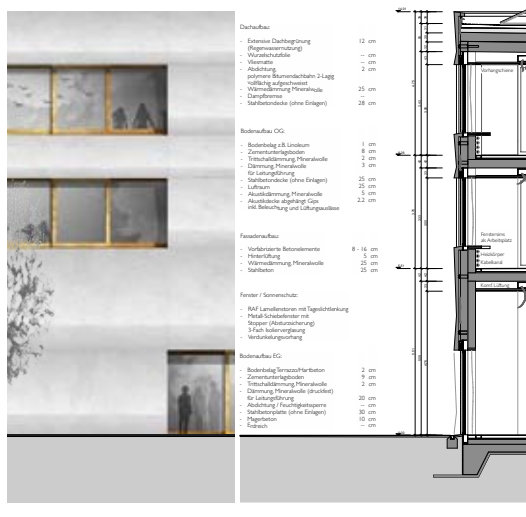 Dachaufbau:
- Extensive Dachbegrünung 12 cm
(Regenwassernutzung)
- Wurzelschutzfolie – cm
- Vliesmatte – cm
- Abdichtung, 2 cm
polymere Bitumendachbahn 2-Lagig
vollflächig aufgeschweisst
- Wärmedämmung Mineralwolle 25 cm
- Dampfbremse – cm
- Stahlbetondecke (ohne Einlagen) 28 cm
Bodenaufbau OG:
- Bodenbelag z.B. Linoleum 1 cm
- Zementunterlagsboden 8 cm
- Trittschalldämmung, Mineralwolle 2 cm
- Dämmung, Mineralwolle 3 cm
für Leitungsführung
- Stahlbetondecke (ohne Einlagen) 25 cm
- Luftraum 25 cm
- Akustikdämmung, Mineralwolle 5 cm
- Akustikdecke abgehängt Gips 2.2 cm
inkl. Beleuchtung und Lüftungsauslässe
Fassadenaufbau:
- Vorfabrizierte Betonelemente 8 - 16 cm
- Hinterlüftung 5 cm
- Wärmedämmung, Mineralwolle 25 cm
- Stahlbeton 25 cm
Fenster / Sonnenschutz:
- RAF Lamellenstoren mit Tageslichtlenkung
- Metall-Schiebefenster mit
Stopper (Absturzsicherung)
3-Fach Isolierverglasung
- Verdunkelungsvorhang
Bodenaufbau EG:
- Bodenbelag Terrazzo/Hartbeton 2 cm
- Zementunterlagsboden 9 cm
- Trittschalldämmung, Mineralwolle 2 cm
- Dämmung, Mineralwolle (druckfest)
für Leitungsführung 20 cm
- Abdichtung / Feuchtigkeitssperre – cm
- Stahlbetonplatte (ohne Einlagen) 30 cm
- Magerbeton 10 cm
- Erdreich – cm
Vorhangschiene
Fenstersims
als Arbeitsplatz
Heizkörper
Kabelkanal
Komf. Lüftung